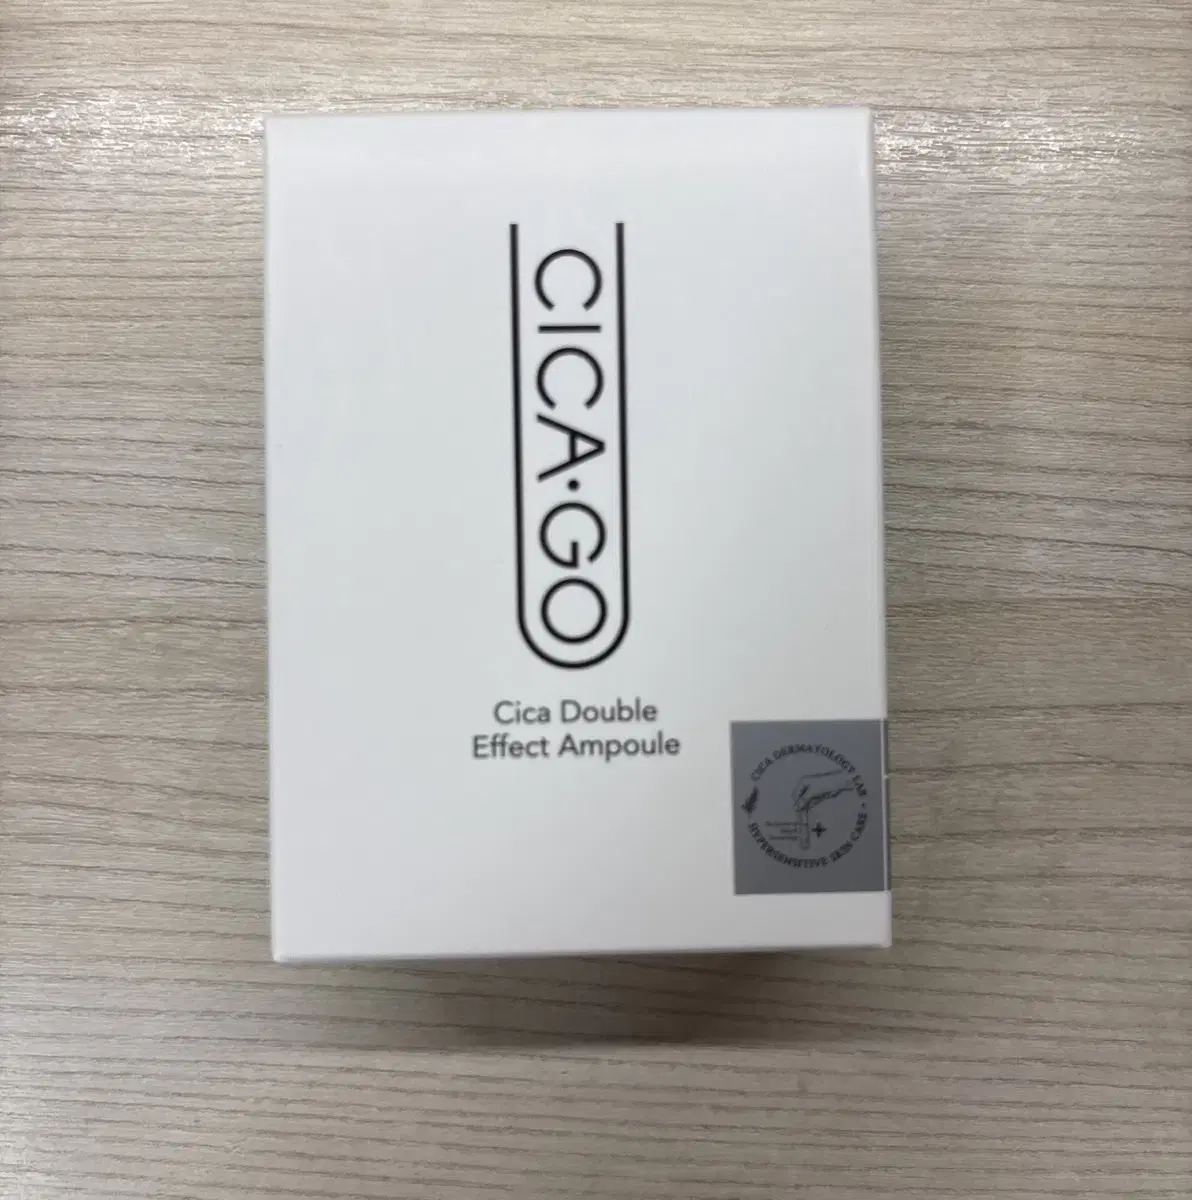 CICA·GO
Cica Double
Effect Ampoule
CICA DERMATOLOGY LAB
HYPERSENSITIVE SKIN CARE